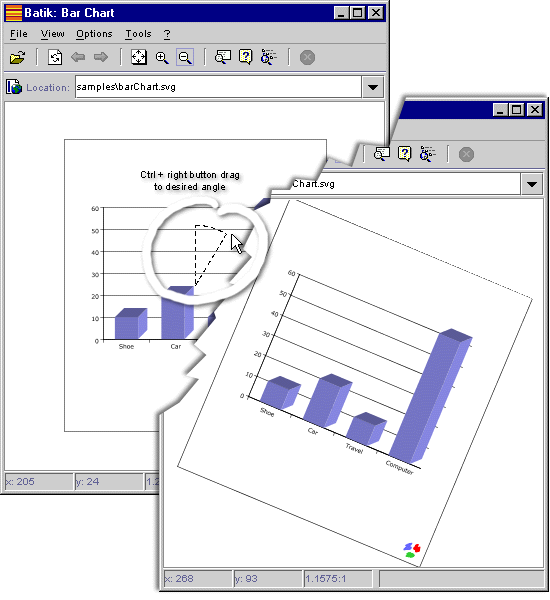 Batik: Bar Chart
File View Options Tools ?
Location: samples\barChart.svg
Ctrl + right button drag
to desired angle
60
50
40
30
20
10
0
Shoe Car
x: 205 y: 24 1.2
Chart.svg
60
50
40
30
20
10
0
Shoe
Car
Travel
Computer
x: 268 y: 93 1.1575:1